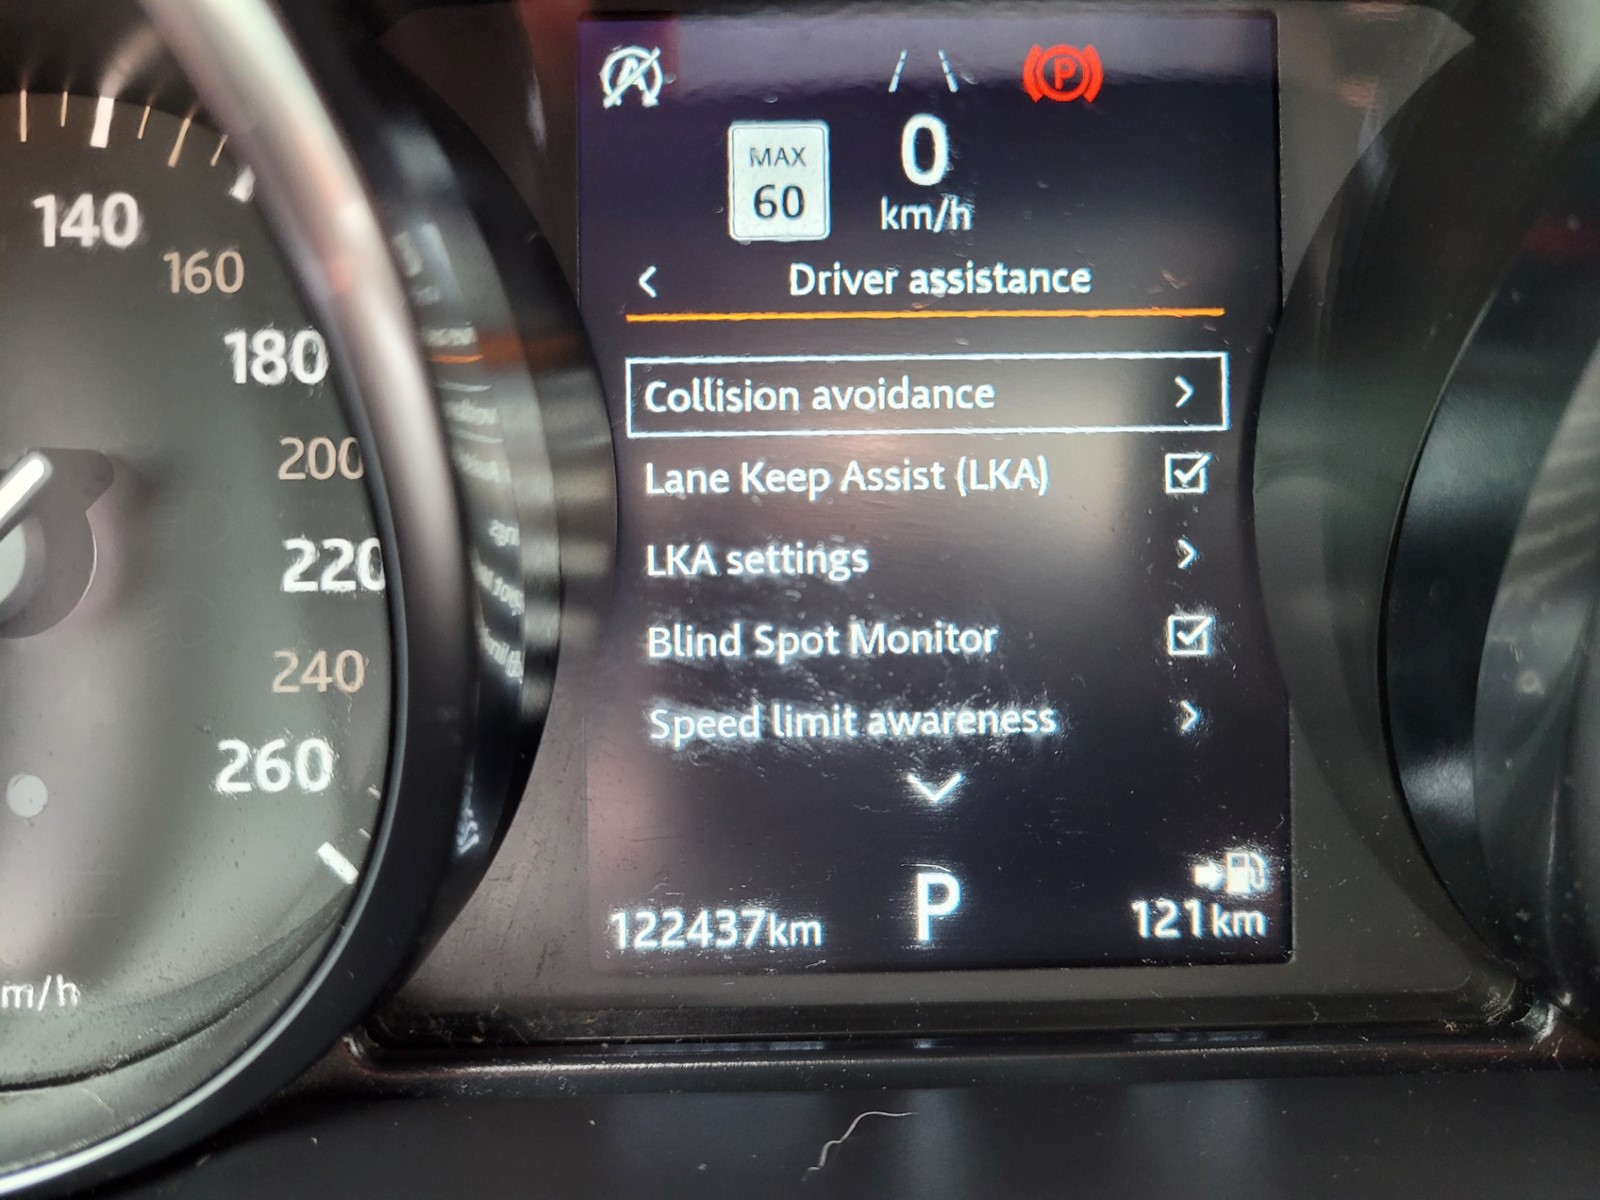 MAX
60
0
km/h
Driver assistance
Collision avoidance
Lane Keep Assist (LKA)
LKA settings
Blind Spot Monitor
Speed limit awareness
P
122437km
121km
140
160
180
200
220
240
260
m/h